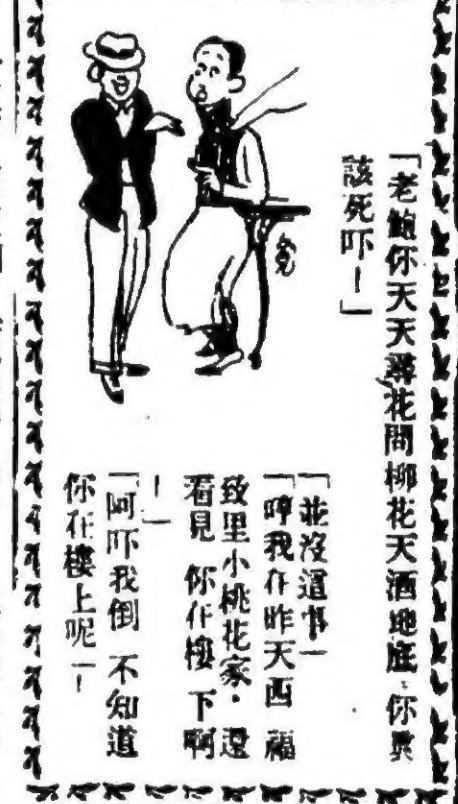 「老鮑你天天尋花問柳花天酒地底、你眞
該死吓！」
「並沒這事」
「哼我在昨天西福
致里小桃花家．還
看見 你在樓下啊
！」
「阿吓我倒 不知道
你在樓上呢！」